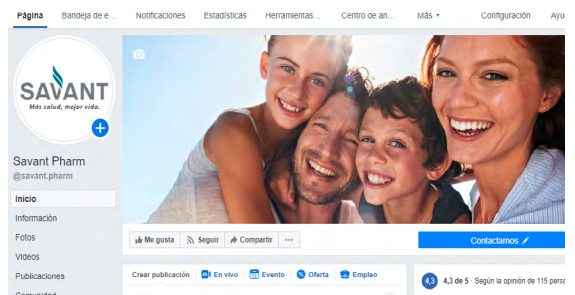 Página Bandeja de e... Notificaciones Estadísticas Herramientas... Centro de an... Más Configuración Ayu
SAVANT
Más salud, mejor vida.
Savant Pharm
@savant.pharm
Inicio
Información
Fotos
Videos
Publicaciones
Comunidad
Me gusta Seguir Compartir ...
Contactarnos
Crear publicación En vivo Evento Oferta Empleo
4,3 4,3 de 5 · Según la opinión de 115 perso